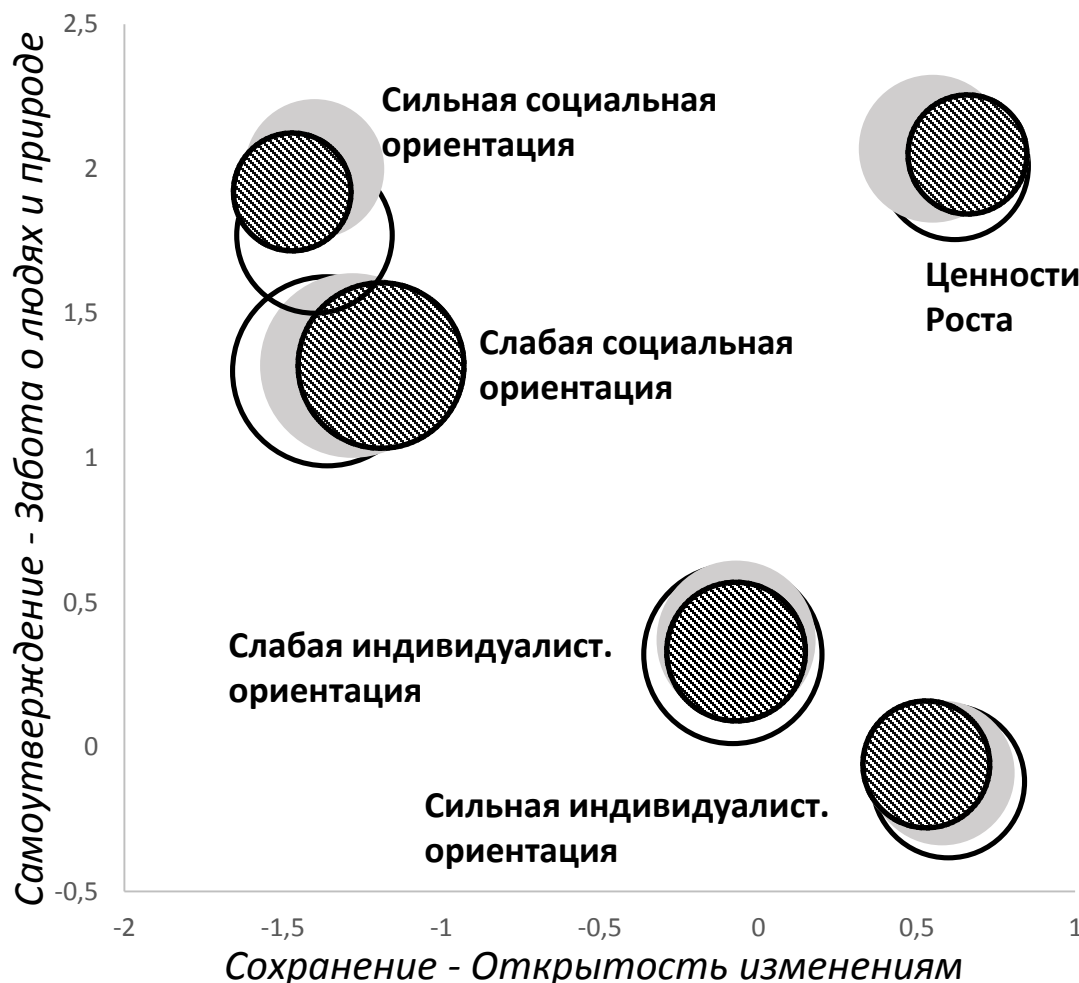 Самоутверждение - Забота о людях и природе
2,5
2
1,5
1
0,5
0
-0,5
Сильная социальная
ориентация
Ценности
Роста
Слабая социальная
ориентация
Слабая индивидуалист.
ориентация
Сильная индивидуалист.
ориентация
-2
-1,5
-1
-0,5
0
0,5
1
Сохранение - Открытость изменениям